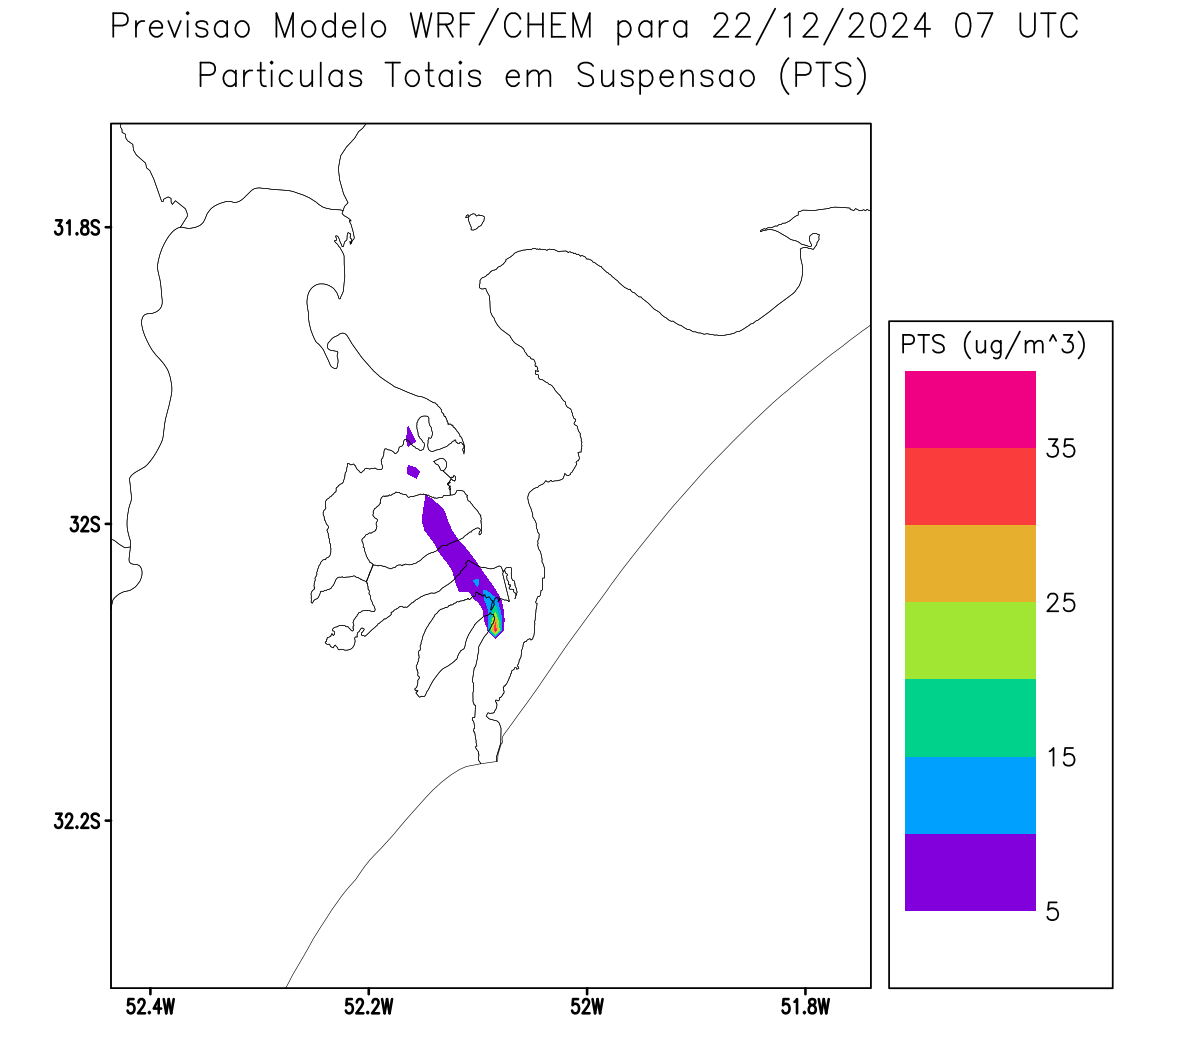 Previsao Modelo WRF/CHEM para 22/12/2024 07 UTC
Particulas Totais em Suspensao (PTS)
31.8S
32S
32.2S
52.4W
52.2W
52W
51.8W
PTS (ug/m^3)
35
25
15
5